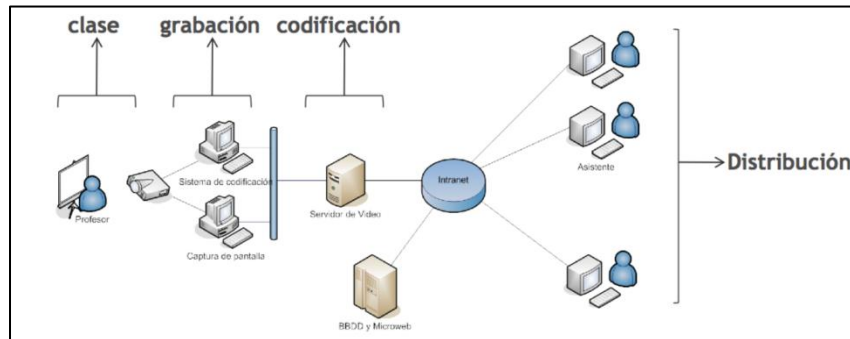 clase
grabación
codificación
Profesor
Sistema de codificación
Captura de pantalla
Servidor de Video
Intranet
BBDD y Microweb
Asistente
Distribución